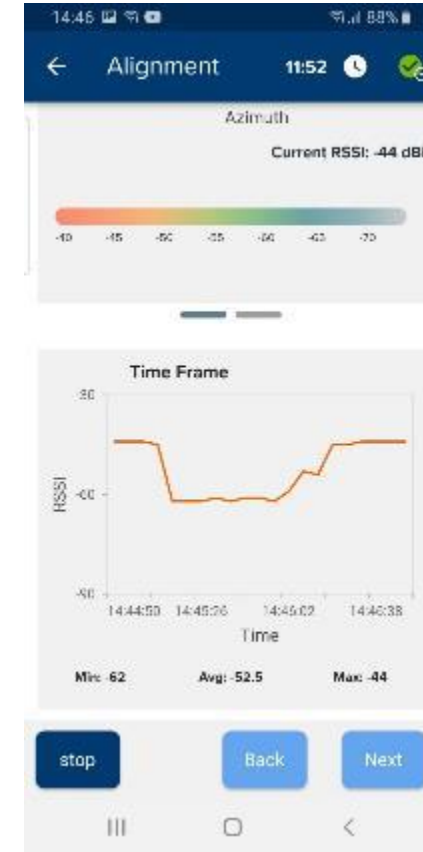 14:46 88%
Alignment 11:52
Azimuth
Current RSSI: -44 dB
-40 -45 -50 -55 -60 -65 -70
Time Frame
-30
RSSI
-60
-90
14:44:50 14:45:26 14:46:02 14:46:38
Time
Min: -62 Avg: -52.5 Max: -44
stop Back Next